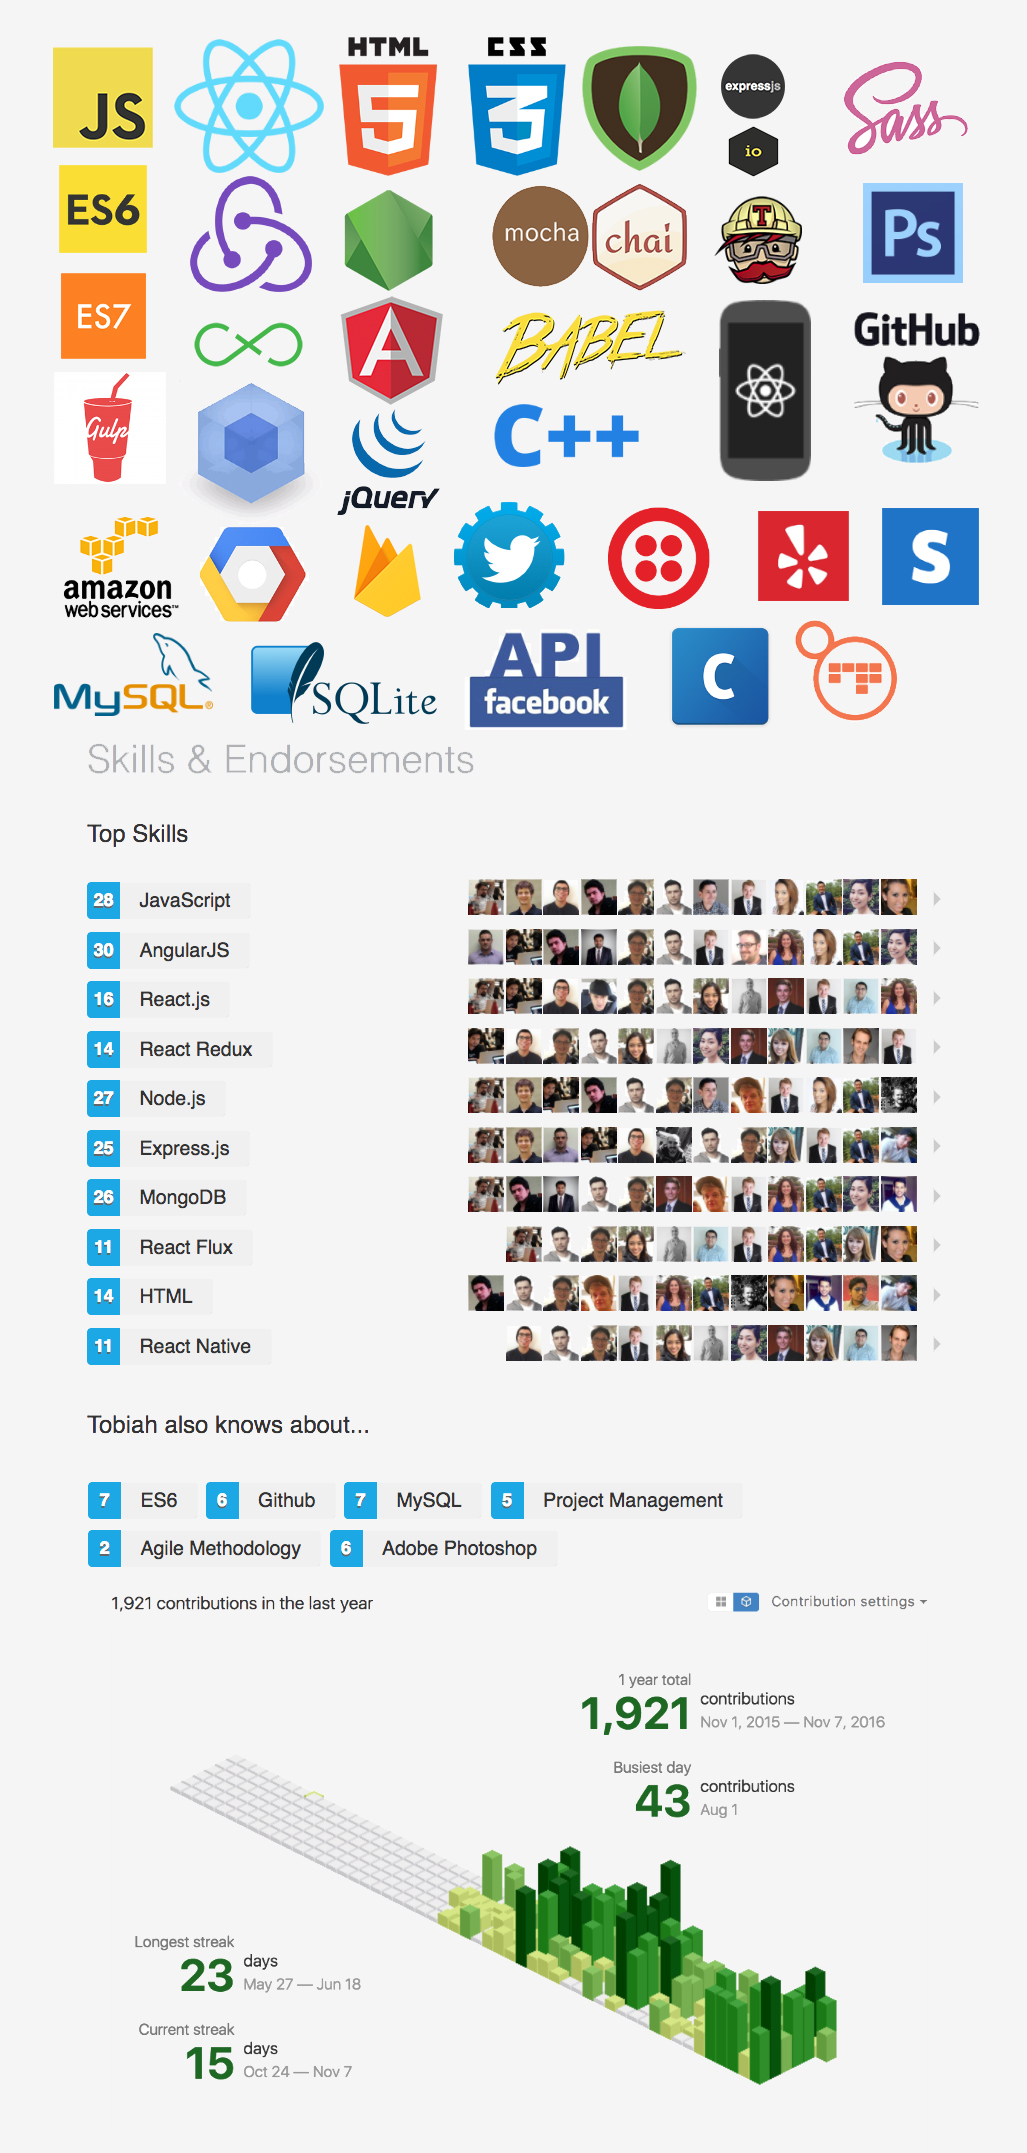 HTML
CSS
JS
5
3
expressjs
io
Sass
ES6
mocha
chai
T
Ps
ES7
A
BABEL
GitHub
Gulp
C++
jQuery
S
amazon
web services™
MySQL®
SQLite
API
facebook
C
Skills & Endorsements
Top Skills
28 JavaScript
30 AngularJS
16 React.js
14 React Redux
27 Node.js
25 Express.js
26 MongoDB
11 React Flux
14 HTML
11 React Native
Tobiah also knows about...
7 ES6 6 Github 7 MySQL 5 Project Management
2 Agile Methodology 6 Adobe Photoshop
1,921 contributions in the last year Contribution settings
1 year total
1,921 contributions
Nov 1, 2015 — Nov 7, 2016
Busiest day
43 contributions
Aug 1
Longest streak
23 days
May 27 — Jun 18
Current streak
15 days
Oct 24 — Nov 7